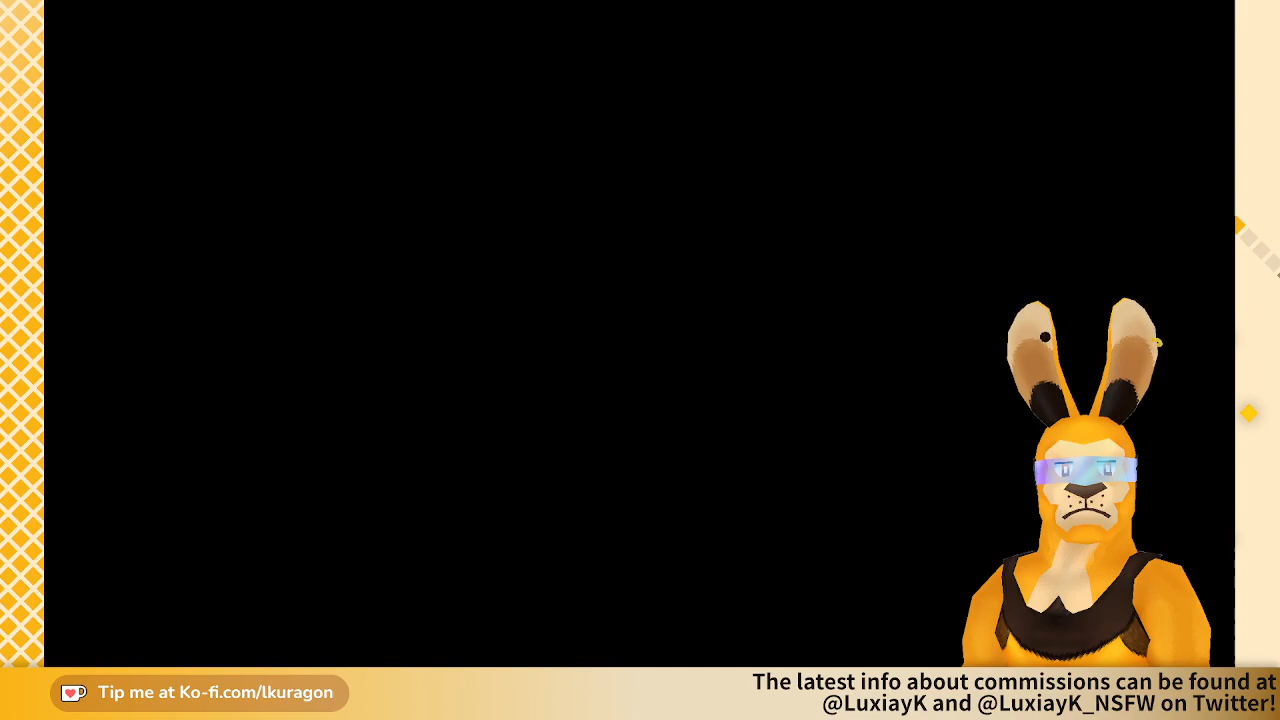 Tip me at Ko-fi.com/lkuragon
The latest info about commissions can be found at
@LuxiayK and @LuxiayK_NSFW on Twitter!